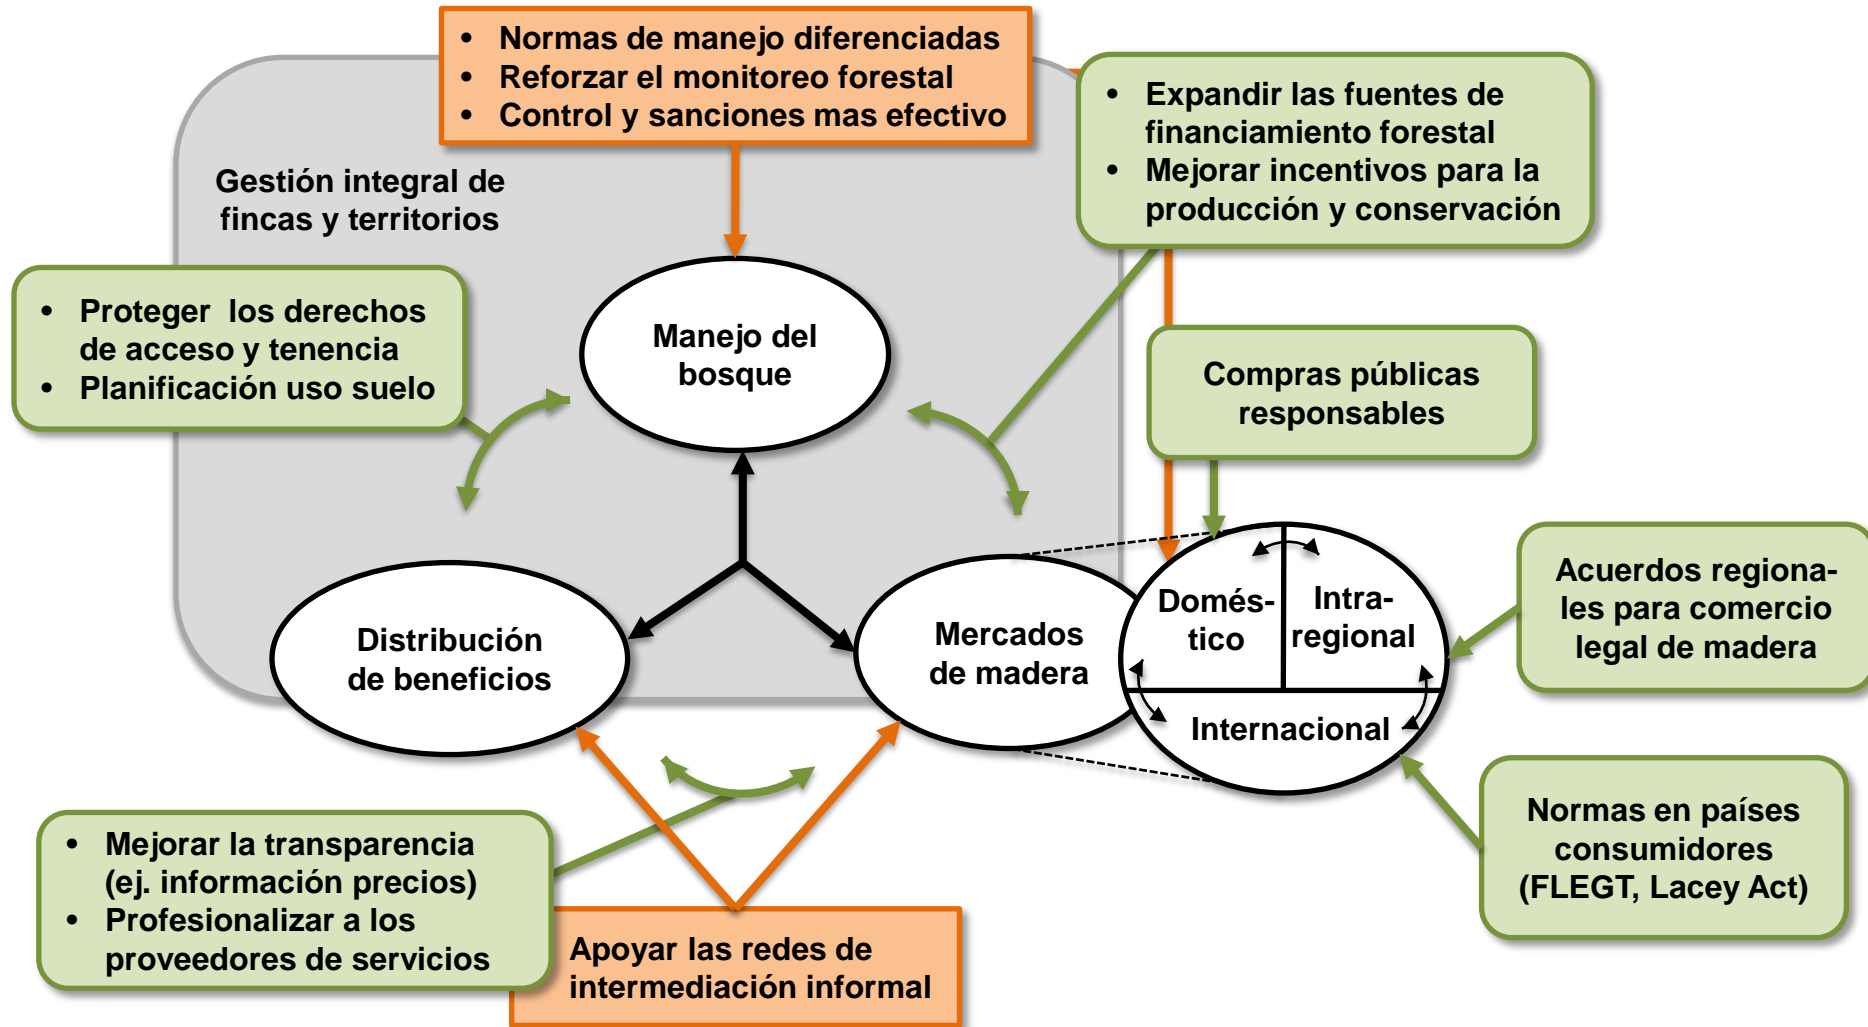 • Normas de manejo diferenciadas
• Reforzar el monitoreo forestal
• Control y sanciones mas efectivo
• Expandir las fuentes de
financiamiento forestal
• Mejorar incentivos para la
producción y conservación
Gestión integral de
fincas y territorios
• Proteger los derechos
de acceso y tenencia
• Planificación uso suelo
Manejo del
bosque
Compras públicas
responsables
Distribución
de beneficios
Mercados
de madera
Domés-
tico
Intra-
regional
Internacional
Acuerdos regiona-
les para comercio
legal de madera
Normas en países
consumidores
(FLEGT, Lacey Act)
• Mejorar la transparencia
(ej. información precios)
• Profesionalizar a los
proveedores de servicios
Apoyar las redes de
intermediación informal